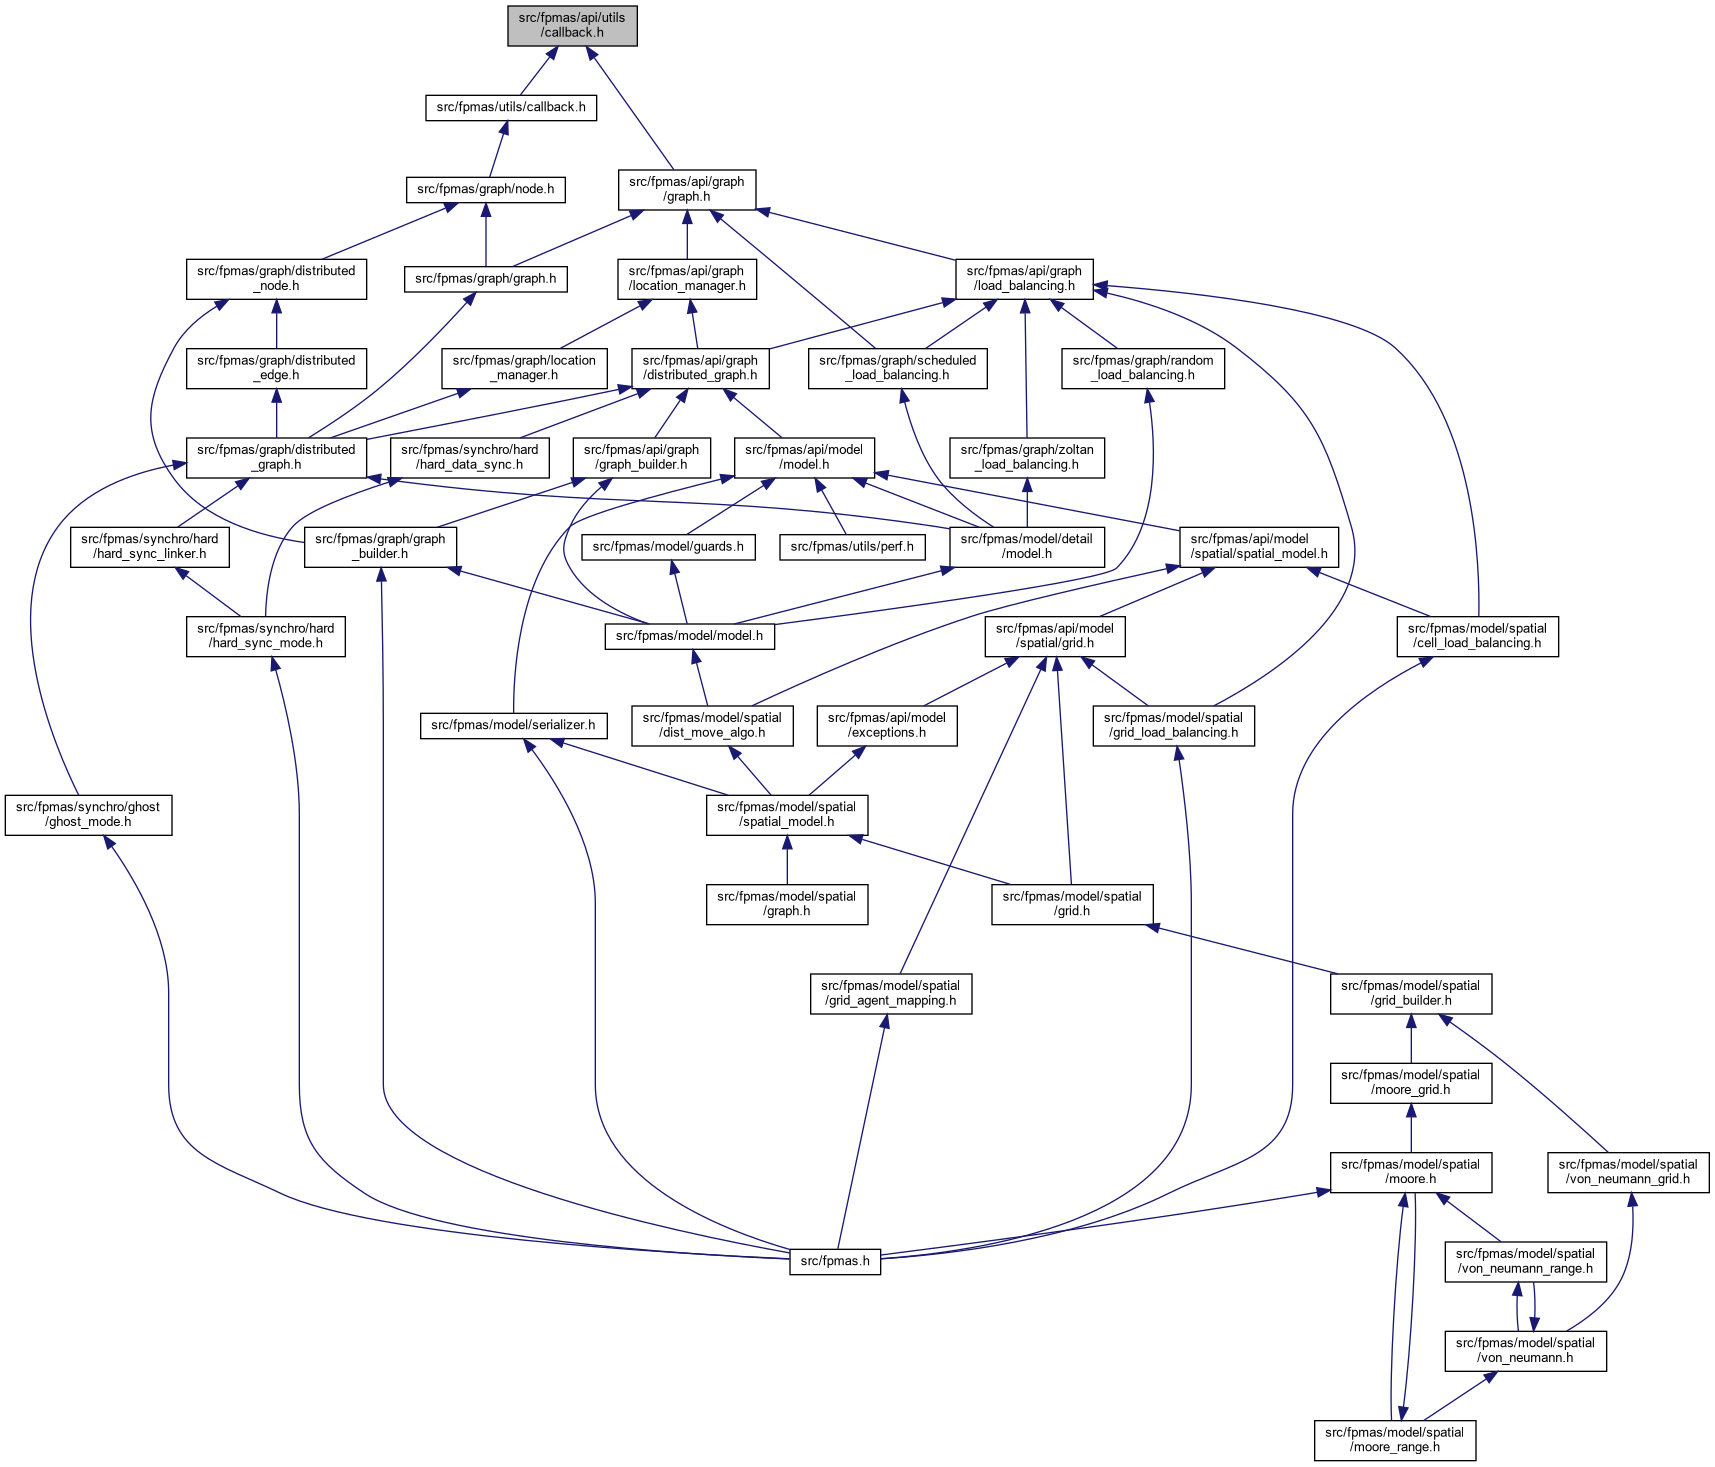 src/fpmas/api/utils
/callback.h
src/fpmas/utils/callback.h
src/fpmas/graph/node.h
src/fpmas/api/graph
/graph.h
src/fpmas/graph/distributed
_node.h
src/fpmas/graph/graph.h
src/fpmas/api/graph
/location_manager.h
src/fpmas/api/graph
/load_balancing.h
src/fpmas/graph/distributed
_edge.h
src/fpmas/graph/location
_manager.h
src/fpmas/api/graph
/distributed_graph.h
src/fpmas/graph/scheduled
_load_balancing.h
src/fpmas/graph/random
_load_balancing.h
src/fpmas/graph/distributed
_graph.h
src/fpmas/synchro/hard
/hard_data_sync.h
src/fpmas/api/graph
/graph_builder.h
src/fpmas/api/model
/model.h
src/fpmas/graph/zoltan
_load_balancing.h
src/fpmas/synchro/hard
/hard_sync_linker.h
src/fpmas/graph/graph
_builder.h
src/fpmas/model/guards.h
src/fpmas/utils/perf.h
src/fpmas/model/detail
/model.h
src/fpmas/api/model
/spatial/spatial_model.h
src/fpmas/synchro/hard
/hard_sync_mode.h
src/fpmas/model/model.h
src/fpmas/api/model
/spatial/grid.h
src/fpmas/model/spatial
/cell_load_balancing.h
src/fpmas/model/serializer.h
src/fpmas/model/spatial
/dist_move_algo.h
src/fpmas/api/model
/exceptions.h
src/fpmas/model/spatial
/grid_load_balancing.h
src/fpmas/synchro/ghost
/ghost_mode.h
src/fpmas/model/spatial
/spatial_model.h
src/fpmas/model/spatial
/graph.h
src/fpmas/model/spatial
/grid.h
src/fpmas/model/spatial
/grid_agent_mapping.h
src/fpmas/model/spatial
/grid_builder.h
src/fpmas/model/spatial
/moore_grid.h
src/fpmas/model/spatial
/moore.h
src/fpmas/model/spatial
/von_neumann_grid.h
src/fpmas.h
src/fpmas/model/spatial
/von_neumann_range.h
src/fpmas/model/spatial
/von_neumann.h
src/fpmas/model/spatial
/moore_range.h